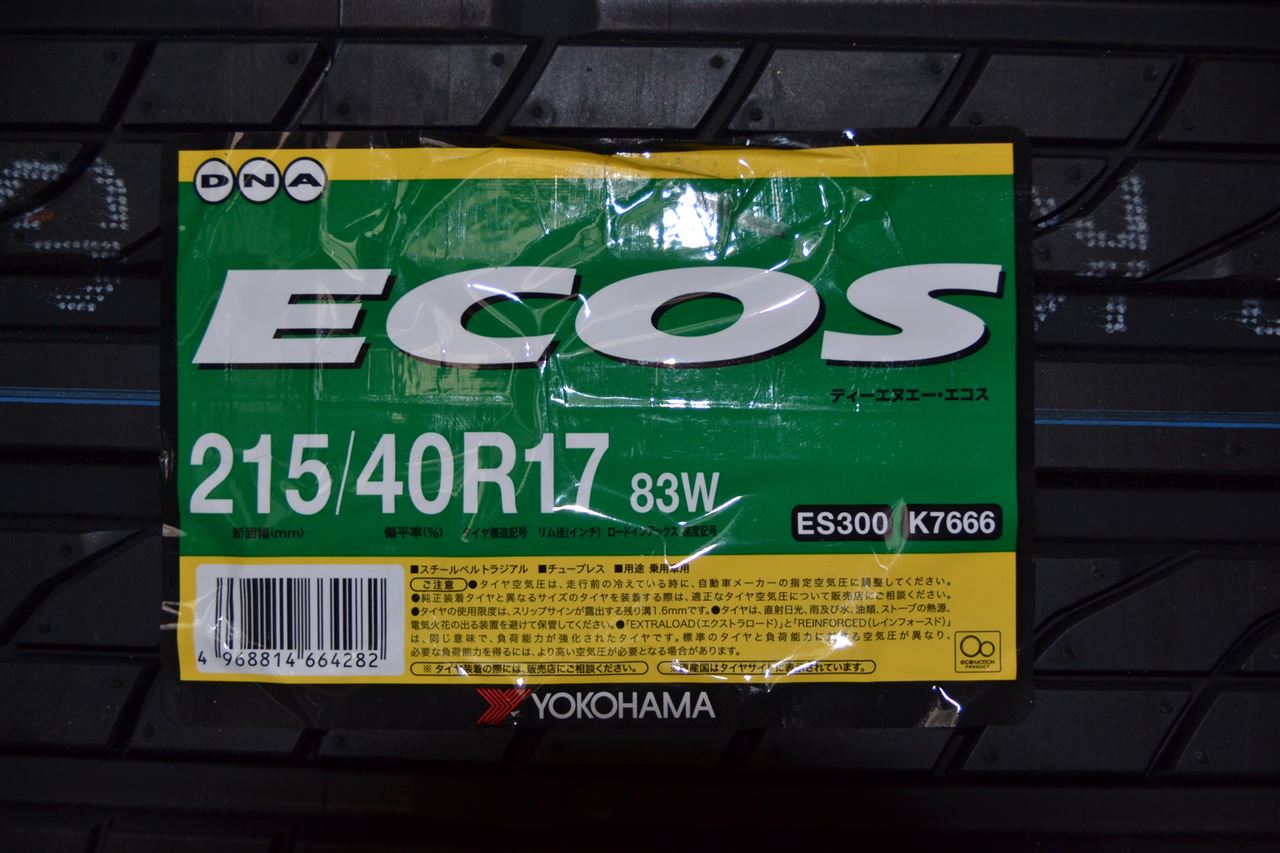 DNA
ECOS
ディーエヌエー・エコス
215/40R17 83W
断面幅(mm) 偏平率(%) タイヤ構造記号 リム径(インチ) ロードインデックス 速度記号
ES300 K7666
■スチールベルトラジアル ■チューブレス ■用途 乗用車用
ご注意 ●タイヤ空気圧は、走行前の冷えている時に、自動車メーカーの指定空気圧に調整してください。
●純正装着タイヤと異なるサイズのタイヤを装着する際は、適正なタイヤ空気圧について販売店にご相談ください。
●タイヤの使用限度は、スリップサインが露出する残り溝1.6mmです。●タイヤは、直射日光、雨及び水、油類、ストーブの熱源、
電気火花の出る装置を避けて保管してください。●「EXTRALOAD(エクストラロード)」と「REINFORCED(レインフォースド)」
は、同じ意味で、負荷能力が強化されたタイヤです。標準のタイヤと負荷能力における空気圧が異なり、
必要な負荷能力を得るには、より高い空気圧が必要となる場合があります。
※タイヤ装着の際には、販売店にご相談ください。 ※生産国はタイヤサイドに表示されています。
4 968814 664282
ECOMOTION
PRODUCT
YOKOHAMA